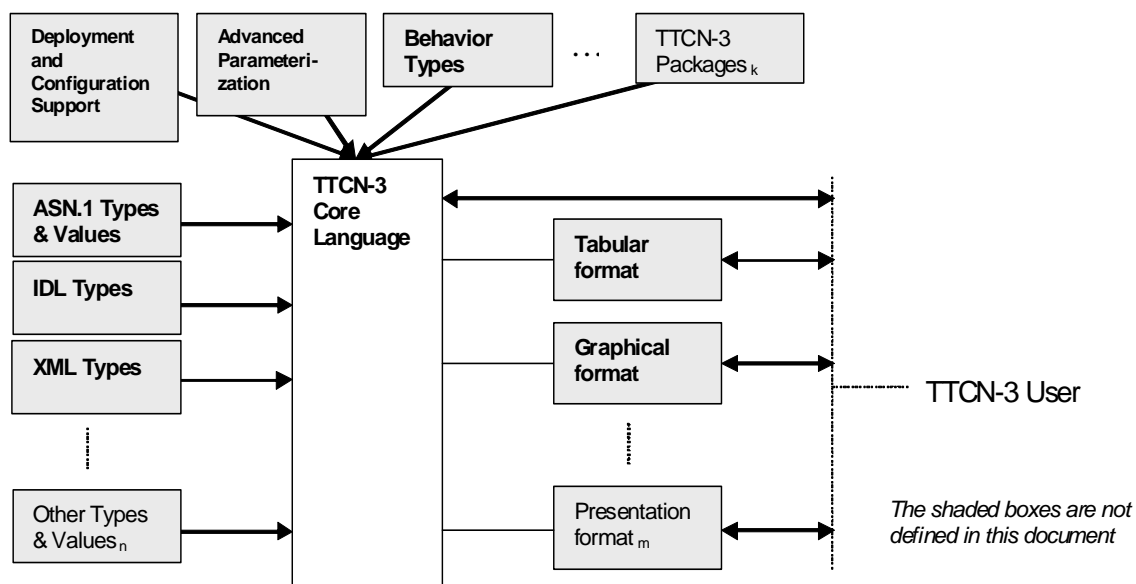 Deployment
and
Configuration
Support
Advanced
Parameteri-
zation
Behavior
Types
...
TTCN-3
Packages k
TTCN-3
Core
Language
ASN.1 Types
& Values
IDL Types
XML Types
Other Types
& Values n
Tabular
format
Graphical
format
Presentation
format m
TTCN-3 User
The shaded boxes are not
defined in this document